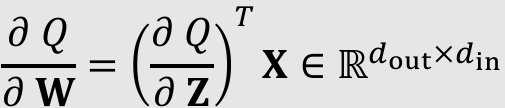 ∂ Q / ∂ 𝐖 = (∂ Q / ∂ 𝐙)^T 𝐗 ∈ ℝ^{d_out × d_in}